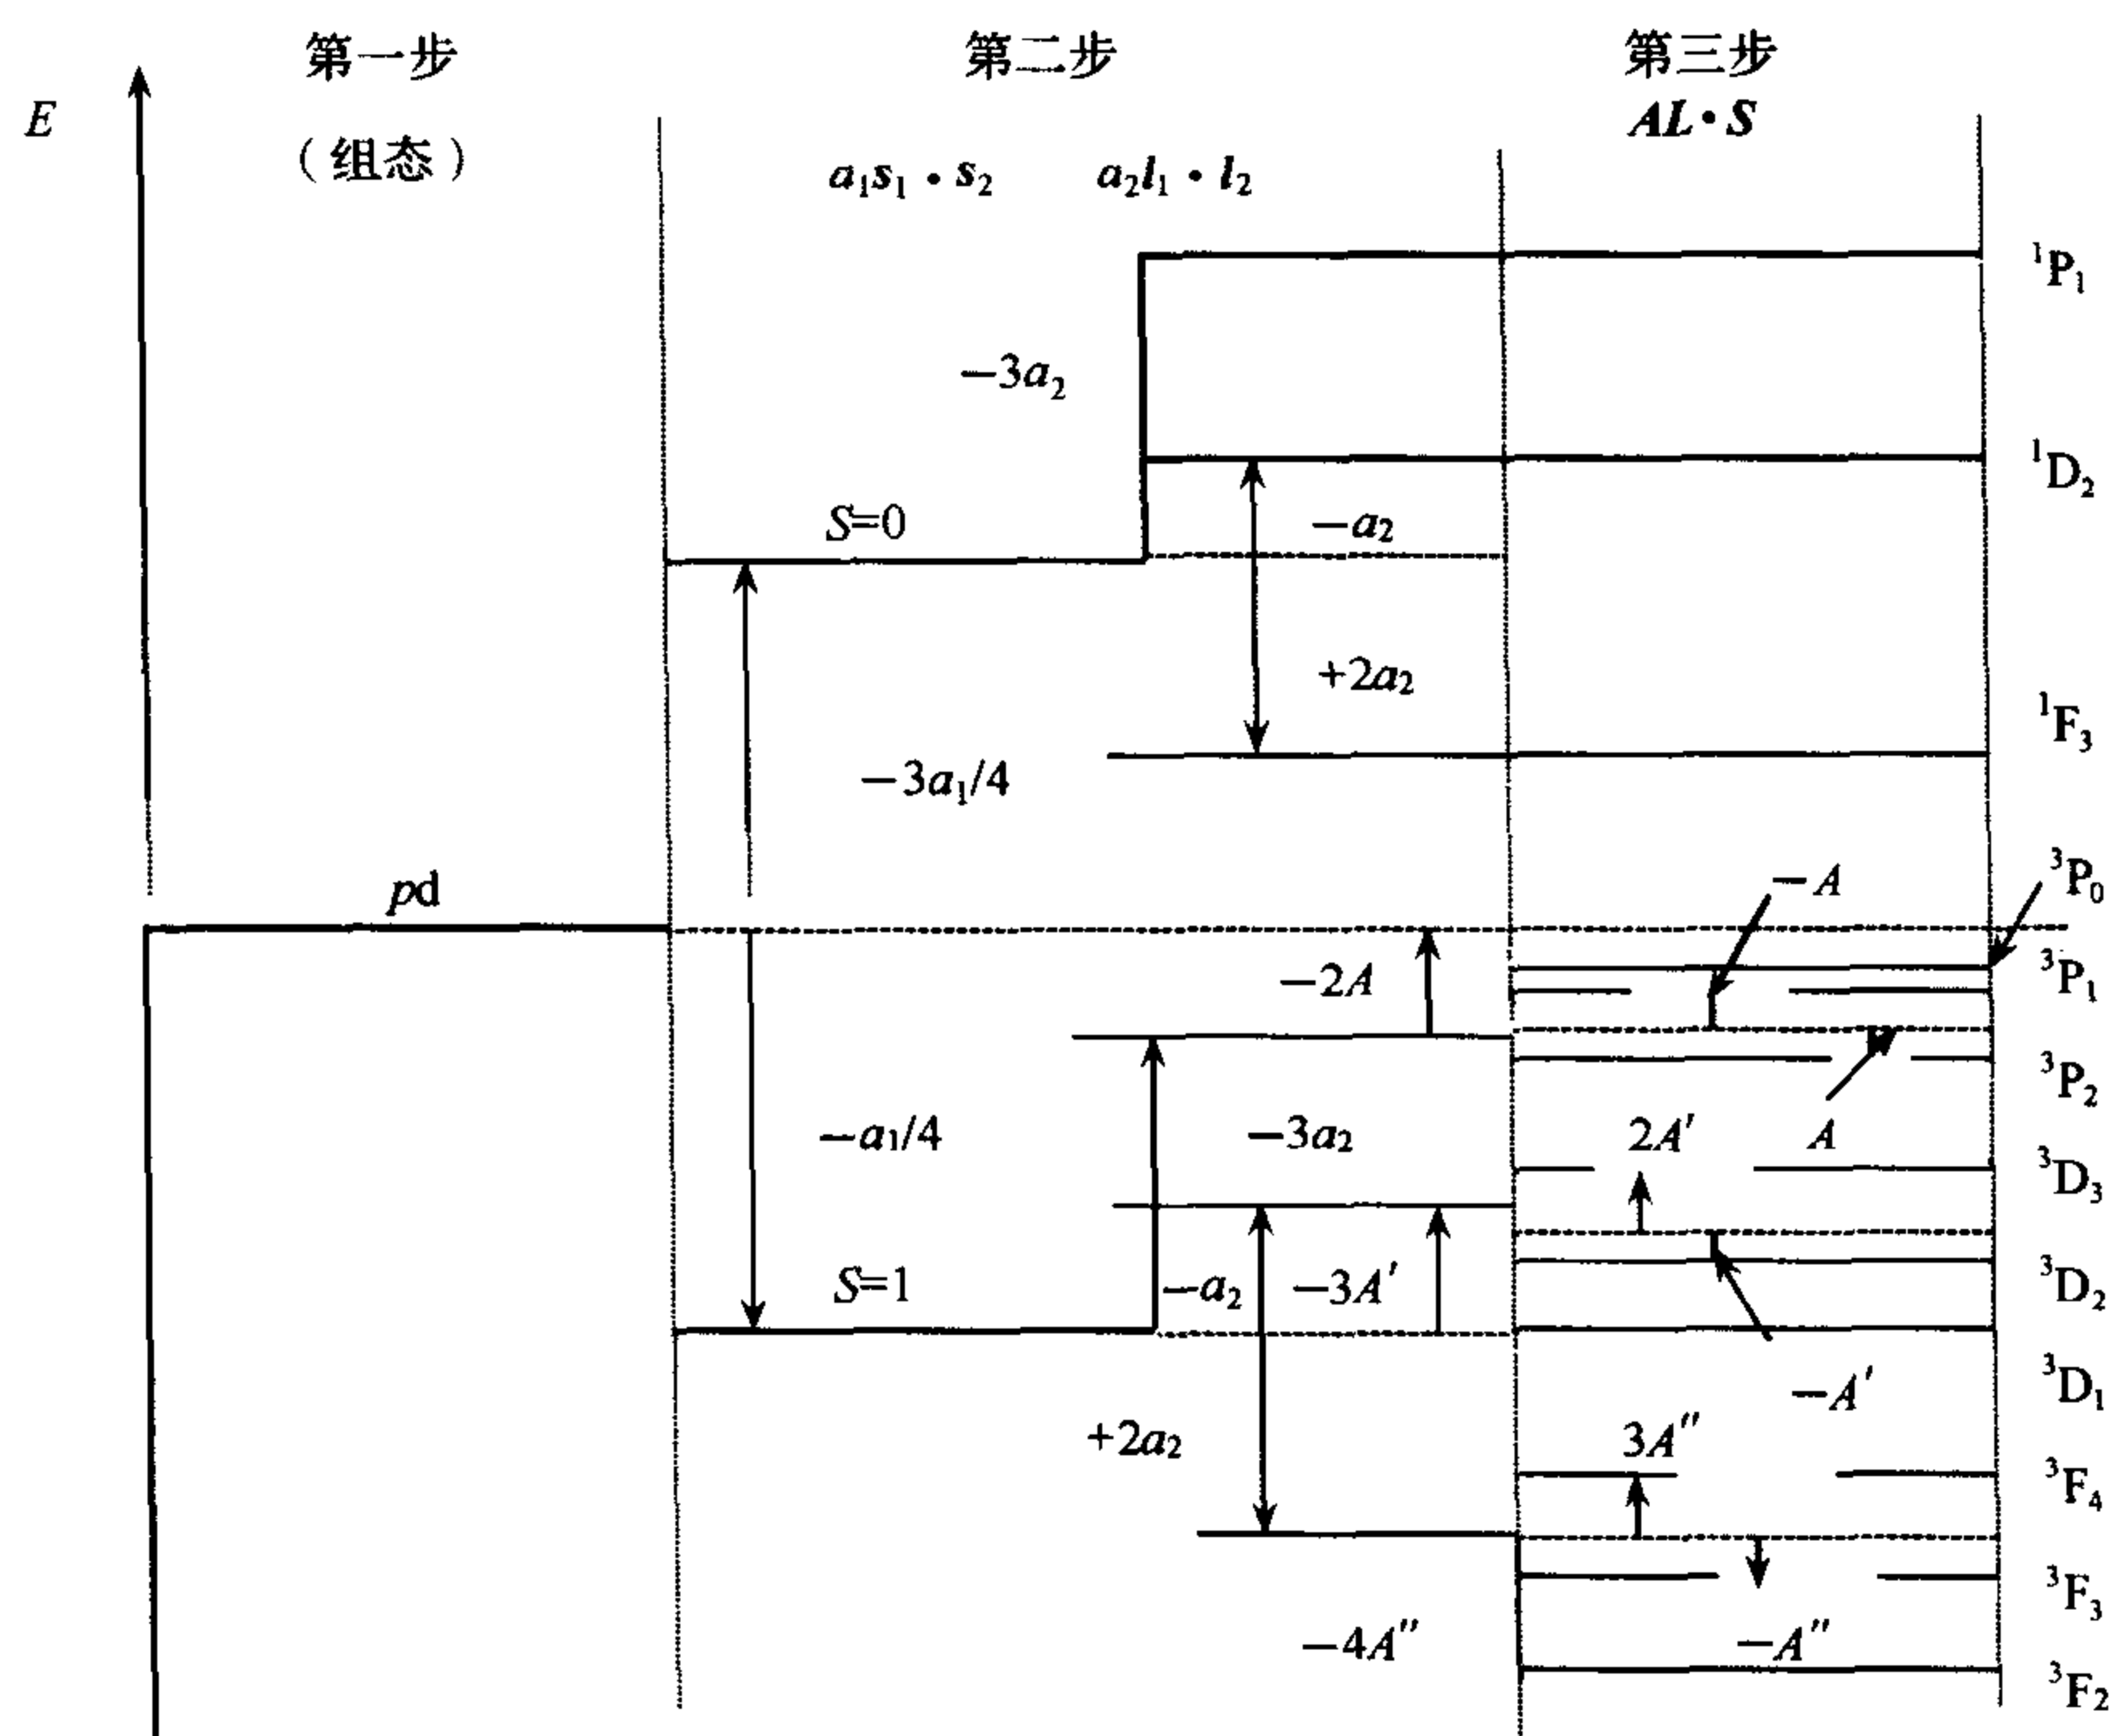 第一步 第二步 第三步
E AL·S
(组态)
a₁s₁·s₂ a₂l₁·l₂
¹P₁
−3a₂
¹D₂
S=0 −a₂
+2a₂
¹F₃
−3a₁/4
pd −A ³P₀
−2A ³P₁
³P₂
−a₁/4 −3a₂ 2A′ A
³D₃
S=1 −a₂ −3A′ ³D₂
−A′ ³D₁
+2a₂ 3A″
³F₄
³F₃
−4A″ −A″
³F₂